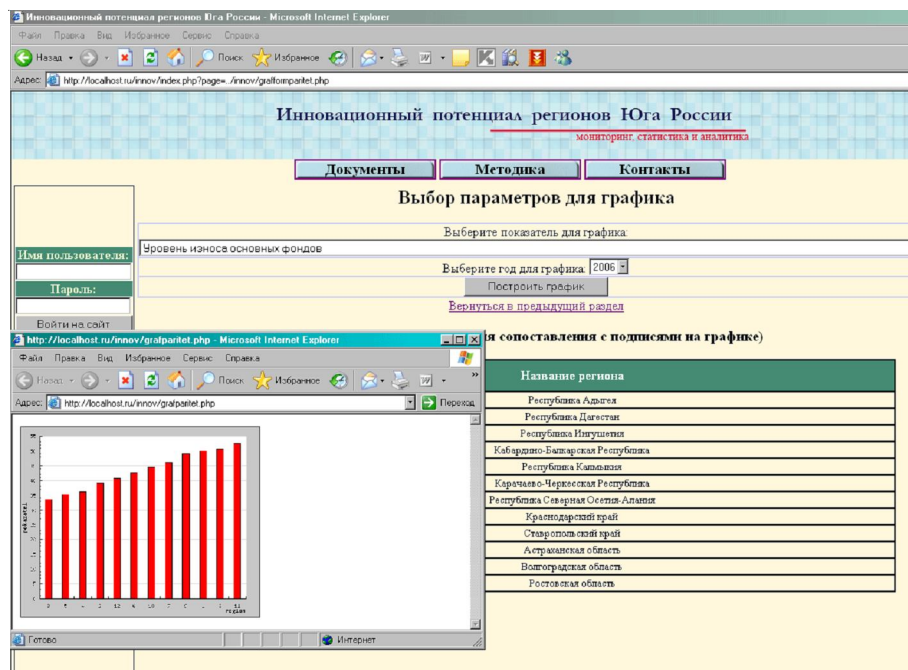 Инновационный потенциал регионов Юга России - Microsoft Internet Explorer
Файл Правка Вид Избранное Сервис Справка
Назад Поиск Избранное
Адрес: http://localhost.ru/innov/index.php?page=../innov/grafformparitet.php
Инновационный потенциал регионов Юга России
мониторинг, статистика и аналитика
Документы Методика Контакты
Выбор параметров для графика
Выберите показатель для графика:
Уровень износа основных фондов
Имя пользователя:
Выберите год для графика: 2006
Построить график
Пароль:
Вернуться в предыдущий раздел
Войти на сайт
http://localhost.ru/innov/grafparitet.php - Microsoft Internet Explorer
сопоставления с подписями на графике)
Файл Правка Вид Избранное Сервис Справка
Назад Поиск Избранное
Адрес: http://localhost.ru/innov/grafparitet.php Переход
Название региона
Республика Адыгея
Республика Дагестан
Республика Ингушетия
Кабардино-Балкарская Республика
Республика Калмыкия
Карачаево-Черкесская Республика
Республика Северная Осетия-Алания
Краснодарский край
Ставропольский край
Астраханская область
Волгоградская область
Ростовская область
region
Готово Интернет